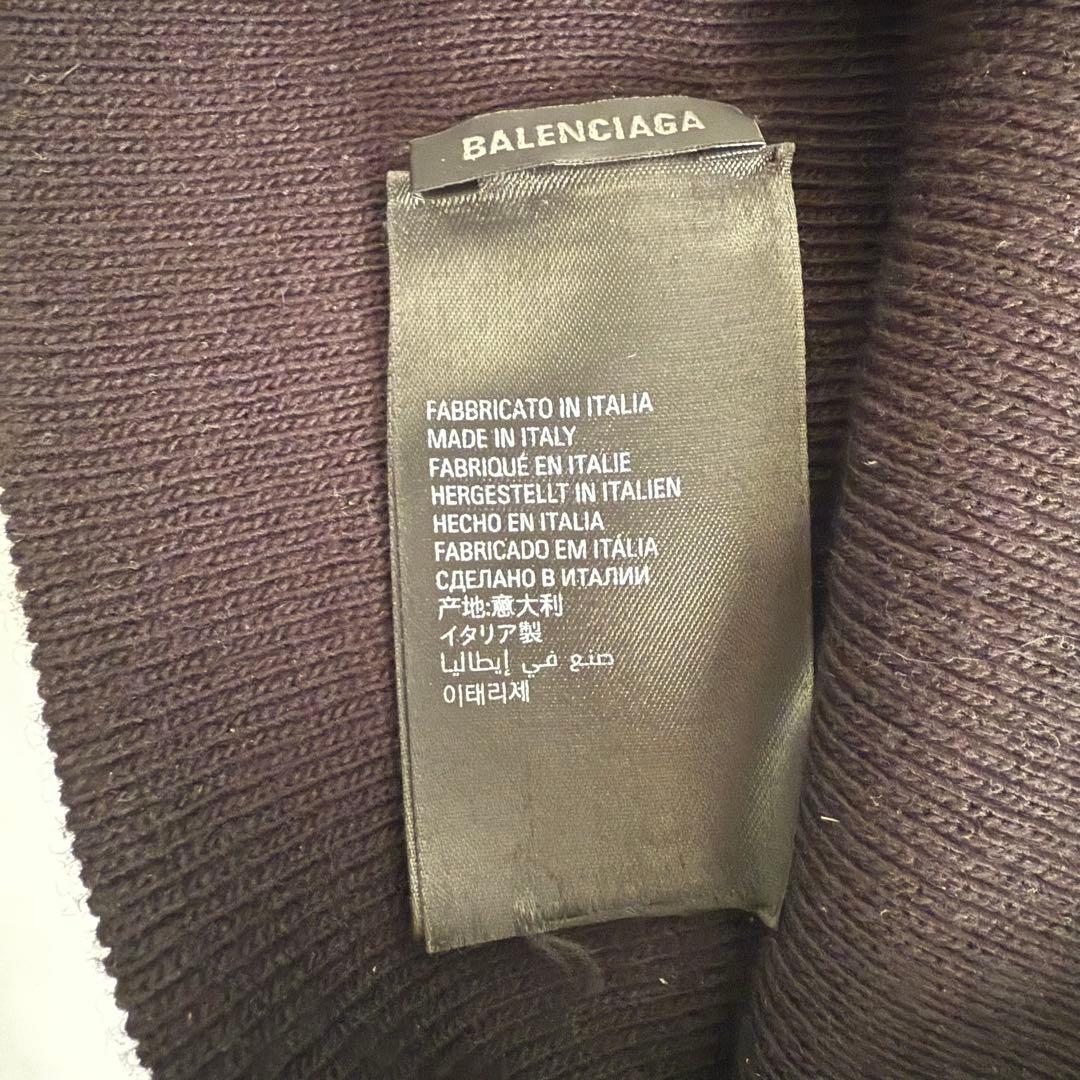 BALENCIAGA
FABBRICATO IN ITALIA
MADE IN ITALY
FABRIQUÉ EN ITALIE
HERGESTELLT IN ITALIEN
HECHO EN ITALIA
FABRICADO EM ITÁLIA
СДЕЛАНО В ИТАЛИИ
产地:意大利
イタリア製
صنع في إيطاليا
이태리제